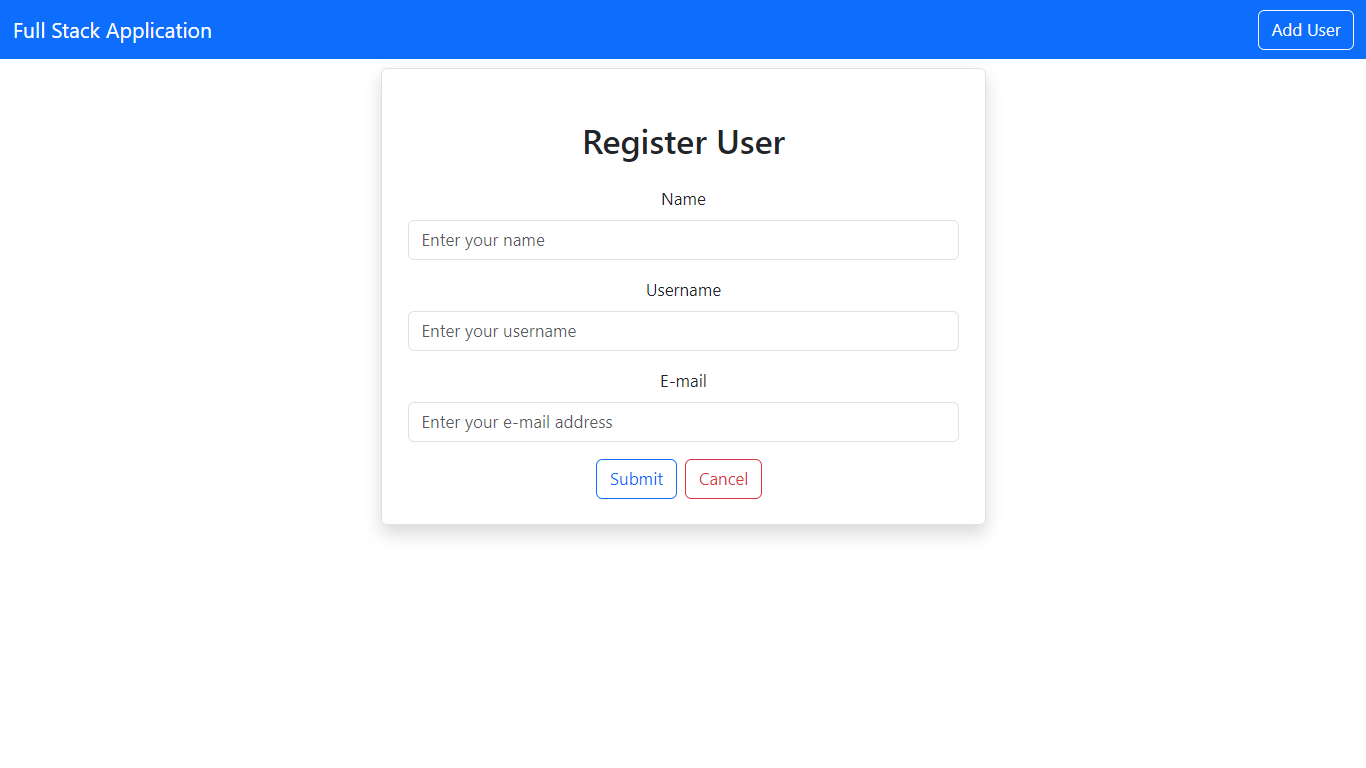 Full Stack Application
Add User
Register User
Name
Enter your name
Username
Enter your username
E-mail
Enter your e-mail address
Submit
Cancel